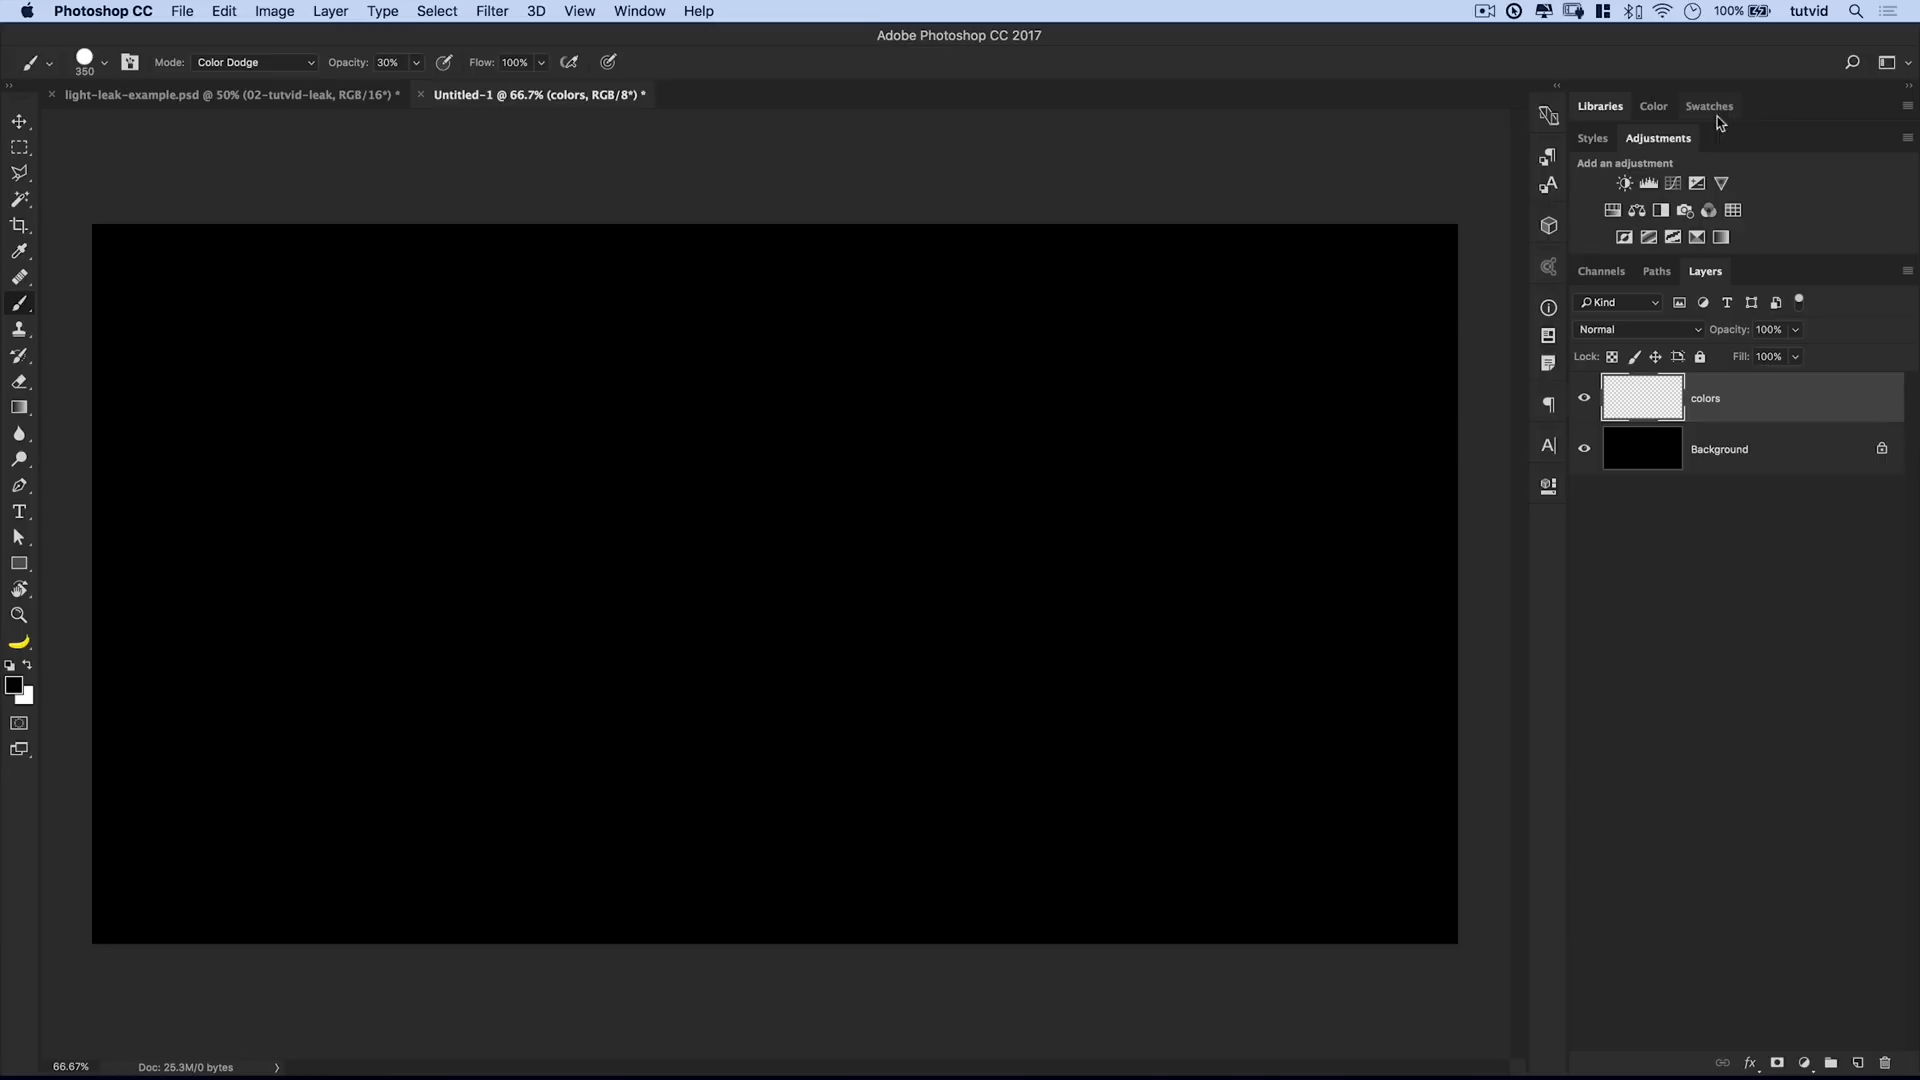 Photoshop CC File Edit Image Layer Type Select Filter 3D View Window Help 100% tutvid
Adobe Photoshop CC 2017
350 Mode: Color Dodge Opacity: 30% Flow: 100%
light-leak-example.psd @ 50% (02-tutvid-leak, RGB/16*) * Untitled-1 @ 66.7% (colors, RGB/8*) *
Libraries Color Swatches
Styles Adjustments
Add an adjustment
Channels Paths Layers
Kind
Normal Opacity: 100%
Lock: Fill: 100%
colors
Background
66.67% Doc: 25.3M/0 bytes
fx